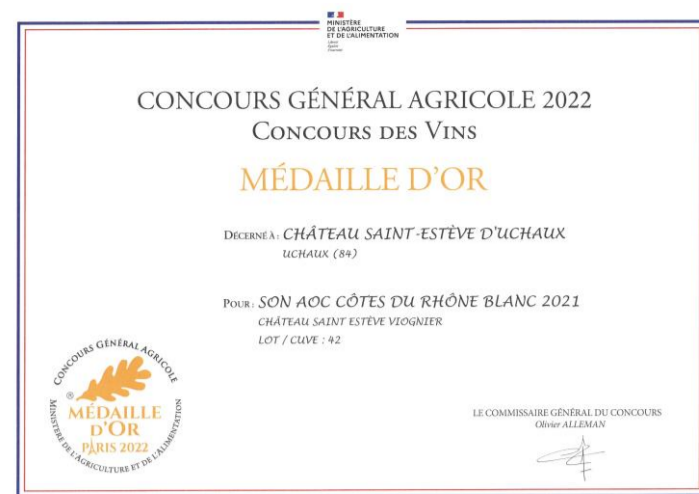 MINISTÈRE
DE L'AGRICULTURE
ET DE L'ALIMENTATION
Liberté
Égalité
Fraternité
CONCOURS GÉNÉRAL AGRICOLE 2022
CONCOURS DES VINS
MÉDAILLE D'OR
DÉCERNÉ À : CHÂTEAU SAINT-ESTÈVE D'UCHAUX
UCHAUX (84)
POUR : SON AOC CÔTES DU RHÔNE BLANC 2021
CHÂTEAU SAINT ESTÈVE VIOGNIER
LOT / CUVE : 42
CONCOURS GÉNÉRAL AGRICOLE
®
MÉDAILLE
D'OR
PARIS 2022
MINISTÈRE DE L'AGRICULTURE ET DE L'ALIMENTATION
LE COMMISSAIRE GÉNÉRAL DU CONCOURS
Olivier ALLEMAN